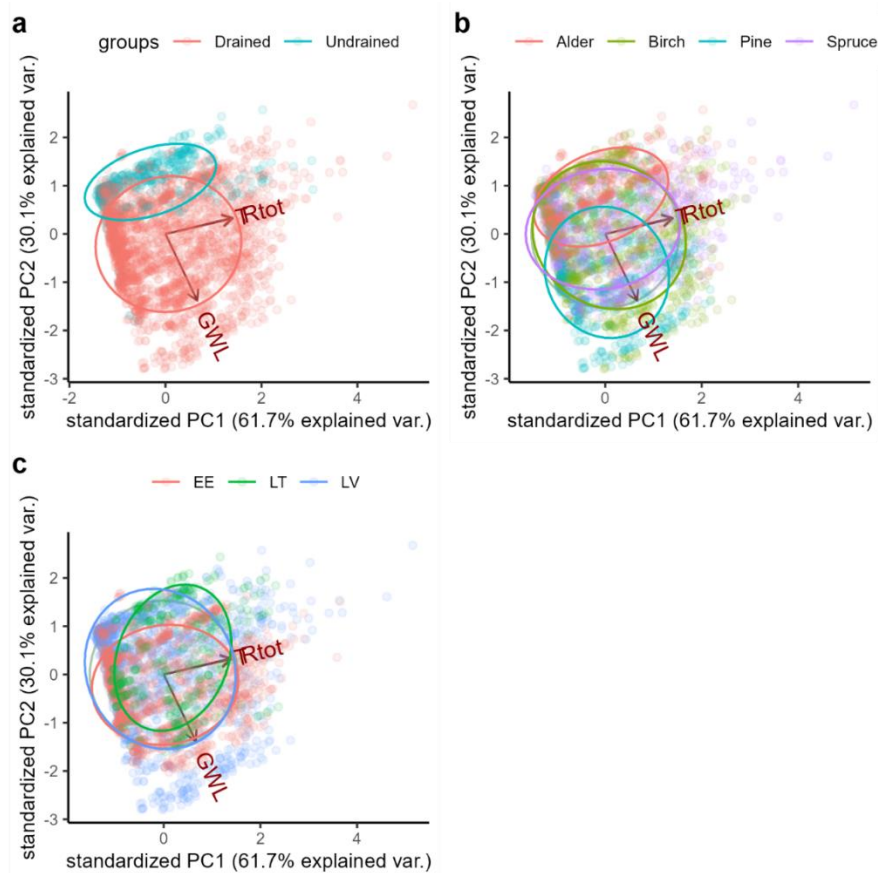 a
groups Drained Undrained
standardized PC2 (30.1% explained var.)
2
1
0
-1
-2
-3
TRtot
GWL
-2 0 2 4
standardized PC1 (61.7% explained var.)
b
Alder Birch Pine Spruce
standardized PC2 (30.1% explained var.)
2
1
0
-1
-2
-3
TRtot
GWL
0 2 4
standardized PC1 (61.7% explained var.)
c
EE LT LV
standardized PC2 (30.1% explained var.)
2
1
0
-1
-2
-3
TRtot
GWL
0 2 4
standardized PC1 (61.7% explained var.)